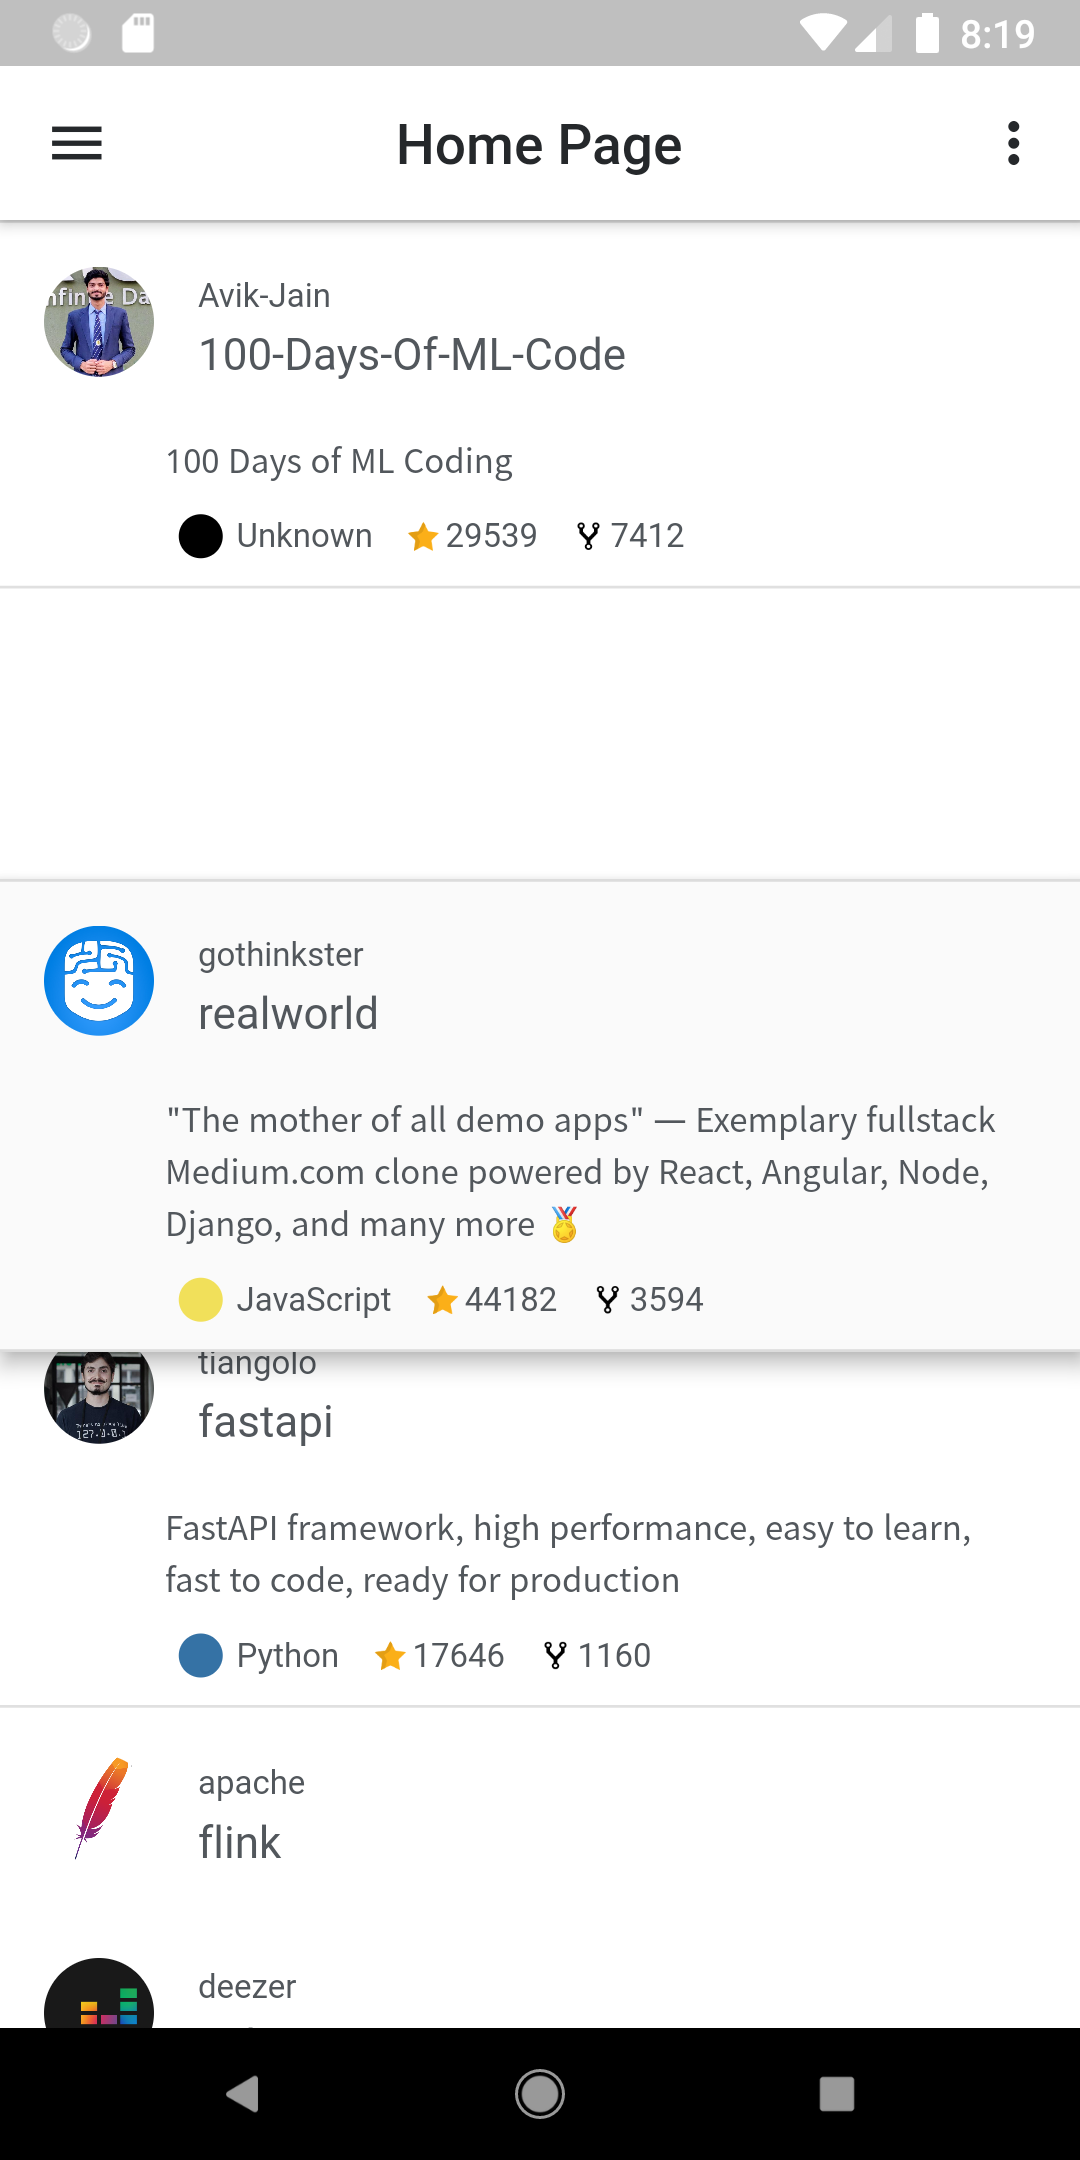 8:19
Home Page
Avik-Jain
100-Days-Of-ML-Code
100 Days of ML Coding
Unknown 29539 7412
gothinkster
realworld
"The mother of all demo apps" — Exemplary fullstack
Medium.com clone powered by React, Angular, Node,
Django, and many more 🏅
JavaScript 44182 3594
tiangolo
fastapi
FastAPI framework, high performance, easy to learn,
fast to code, ready for production
Python 17646 1160
apache
flink
deezer